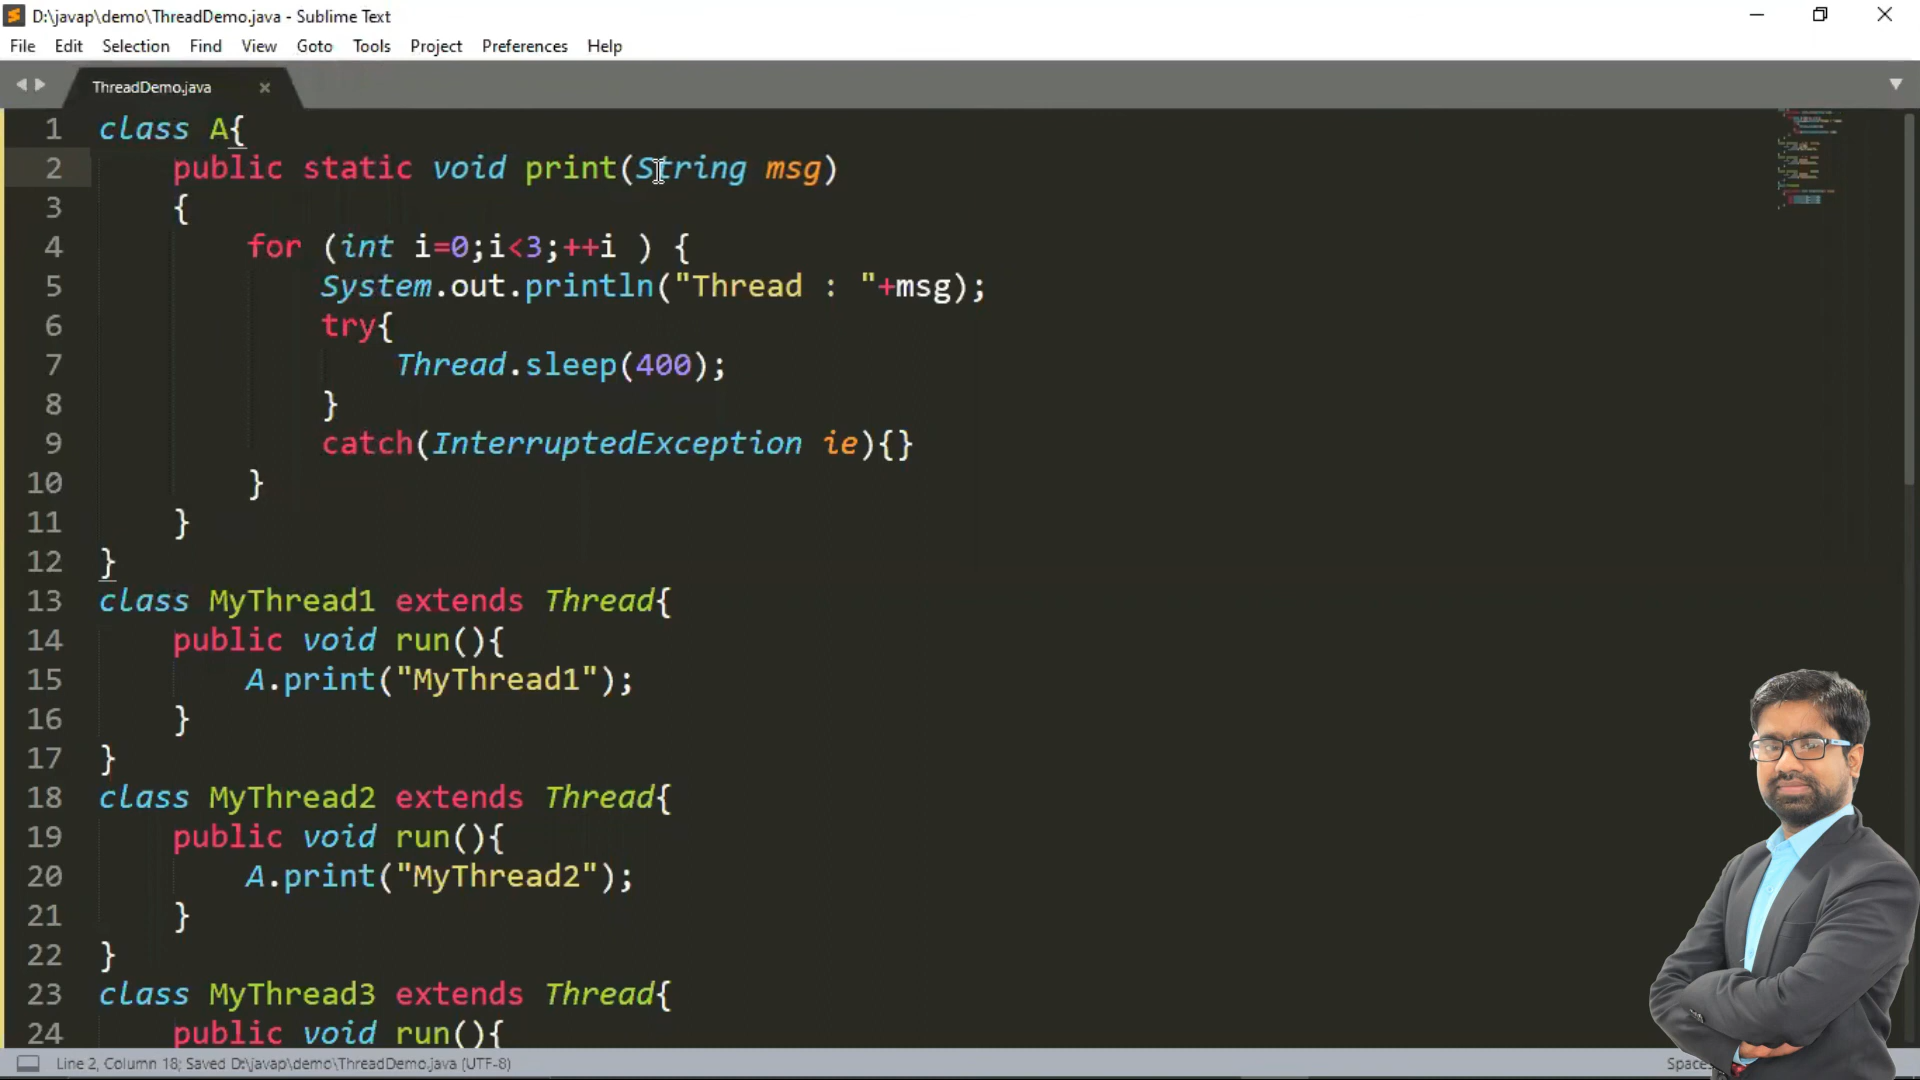 D:\javap\demo\ThreadDemo.java - Sublime Text
File Edit Selection Find View Goto Tools Project Preferences Help
ThreadDemo.java
1 class A{
2 public static void print(String msg)
3 {
4 for (int i=0;i<3;++i ) {
5 System.out.println("Thread : "+msg);
6 try{
7 Thread.sleep(400);
8 }
9 catch(InterruptedException ie){}
10 }
11 }
12 }
13 class MyThread1 extends Thread{
14 public void run(){
15 A.print("MyThread1");
16 }
17 }
18 class MyThread2 extends Thread{
19 public void run(){
20 A.print("MyThread2");
21 }
22 }
23 class MyThread3 extends Thread{
24 public void run(){
Line 2, Column 18; Saved D:\javap\demo\ThreadDemo.java (UTF-8)